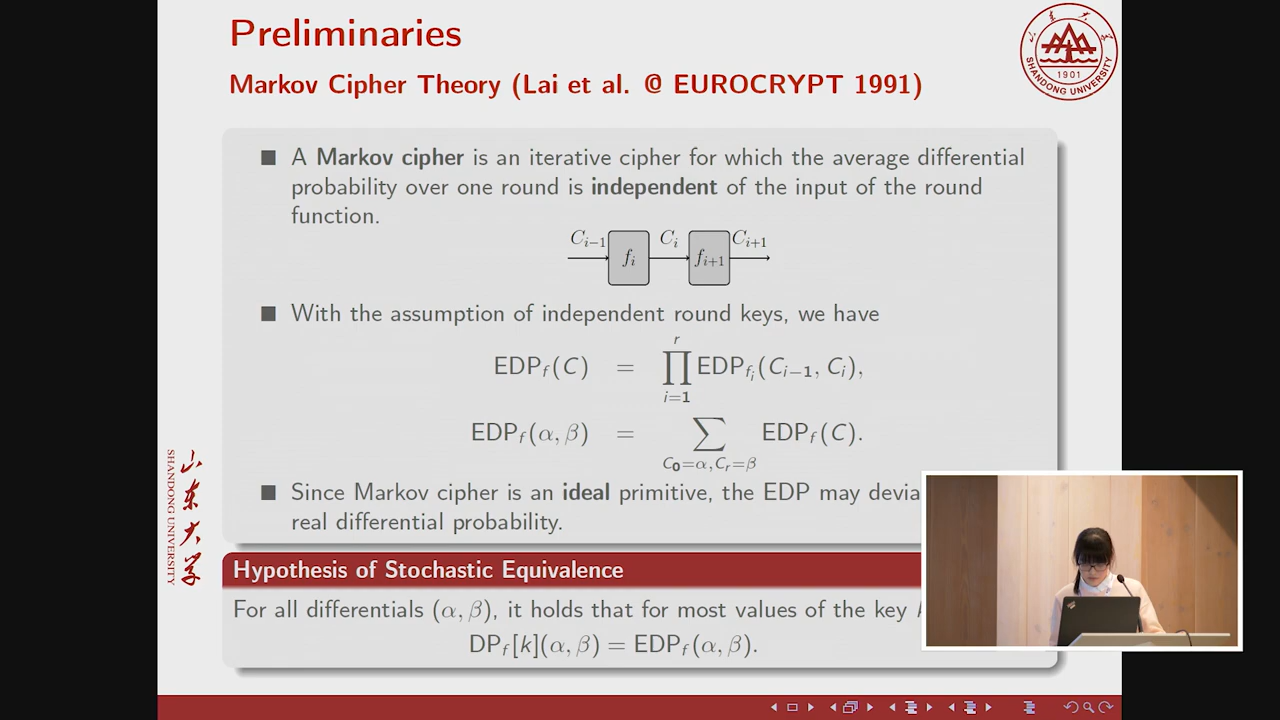 Preliminaries
Markov Cipher Theory (Lai et al. @ EUROCRYPT 1991)
山东大学
SHANDONG UNIVERSITY
1901
■ A Markov cipher is an iterative cipher for which the average differential
probability over one round is independent of the input of the round
function.
C_{i−1} f_i C_i f_{i+1} C_{i+1}
■ With the assumption of independent round keys, we have
EDP_f(C) = ∏_{i=1}^{r} EDP_{f_i}(C_{i−1}, C_i),
EDP_f(α, β) = ∑_{C_0=α,C_r=β} EDP_f(C).
■ Since Markov cipher is an ideal primitive, the EDP may
real differential probability.
山东大学
SHANDONG UNIVERSITY
Hypothesis of Stochastic Equivalence
For all differentials (α, β), it holds that for most values of the key
DP_f[k](α, β) = EDP_f(α, β).